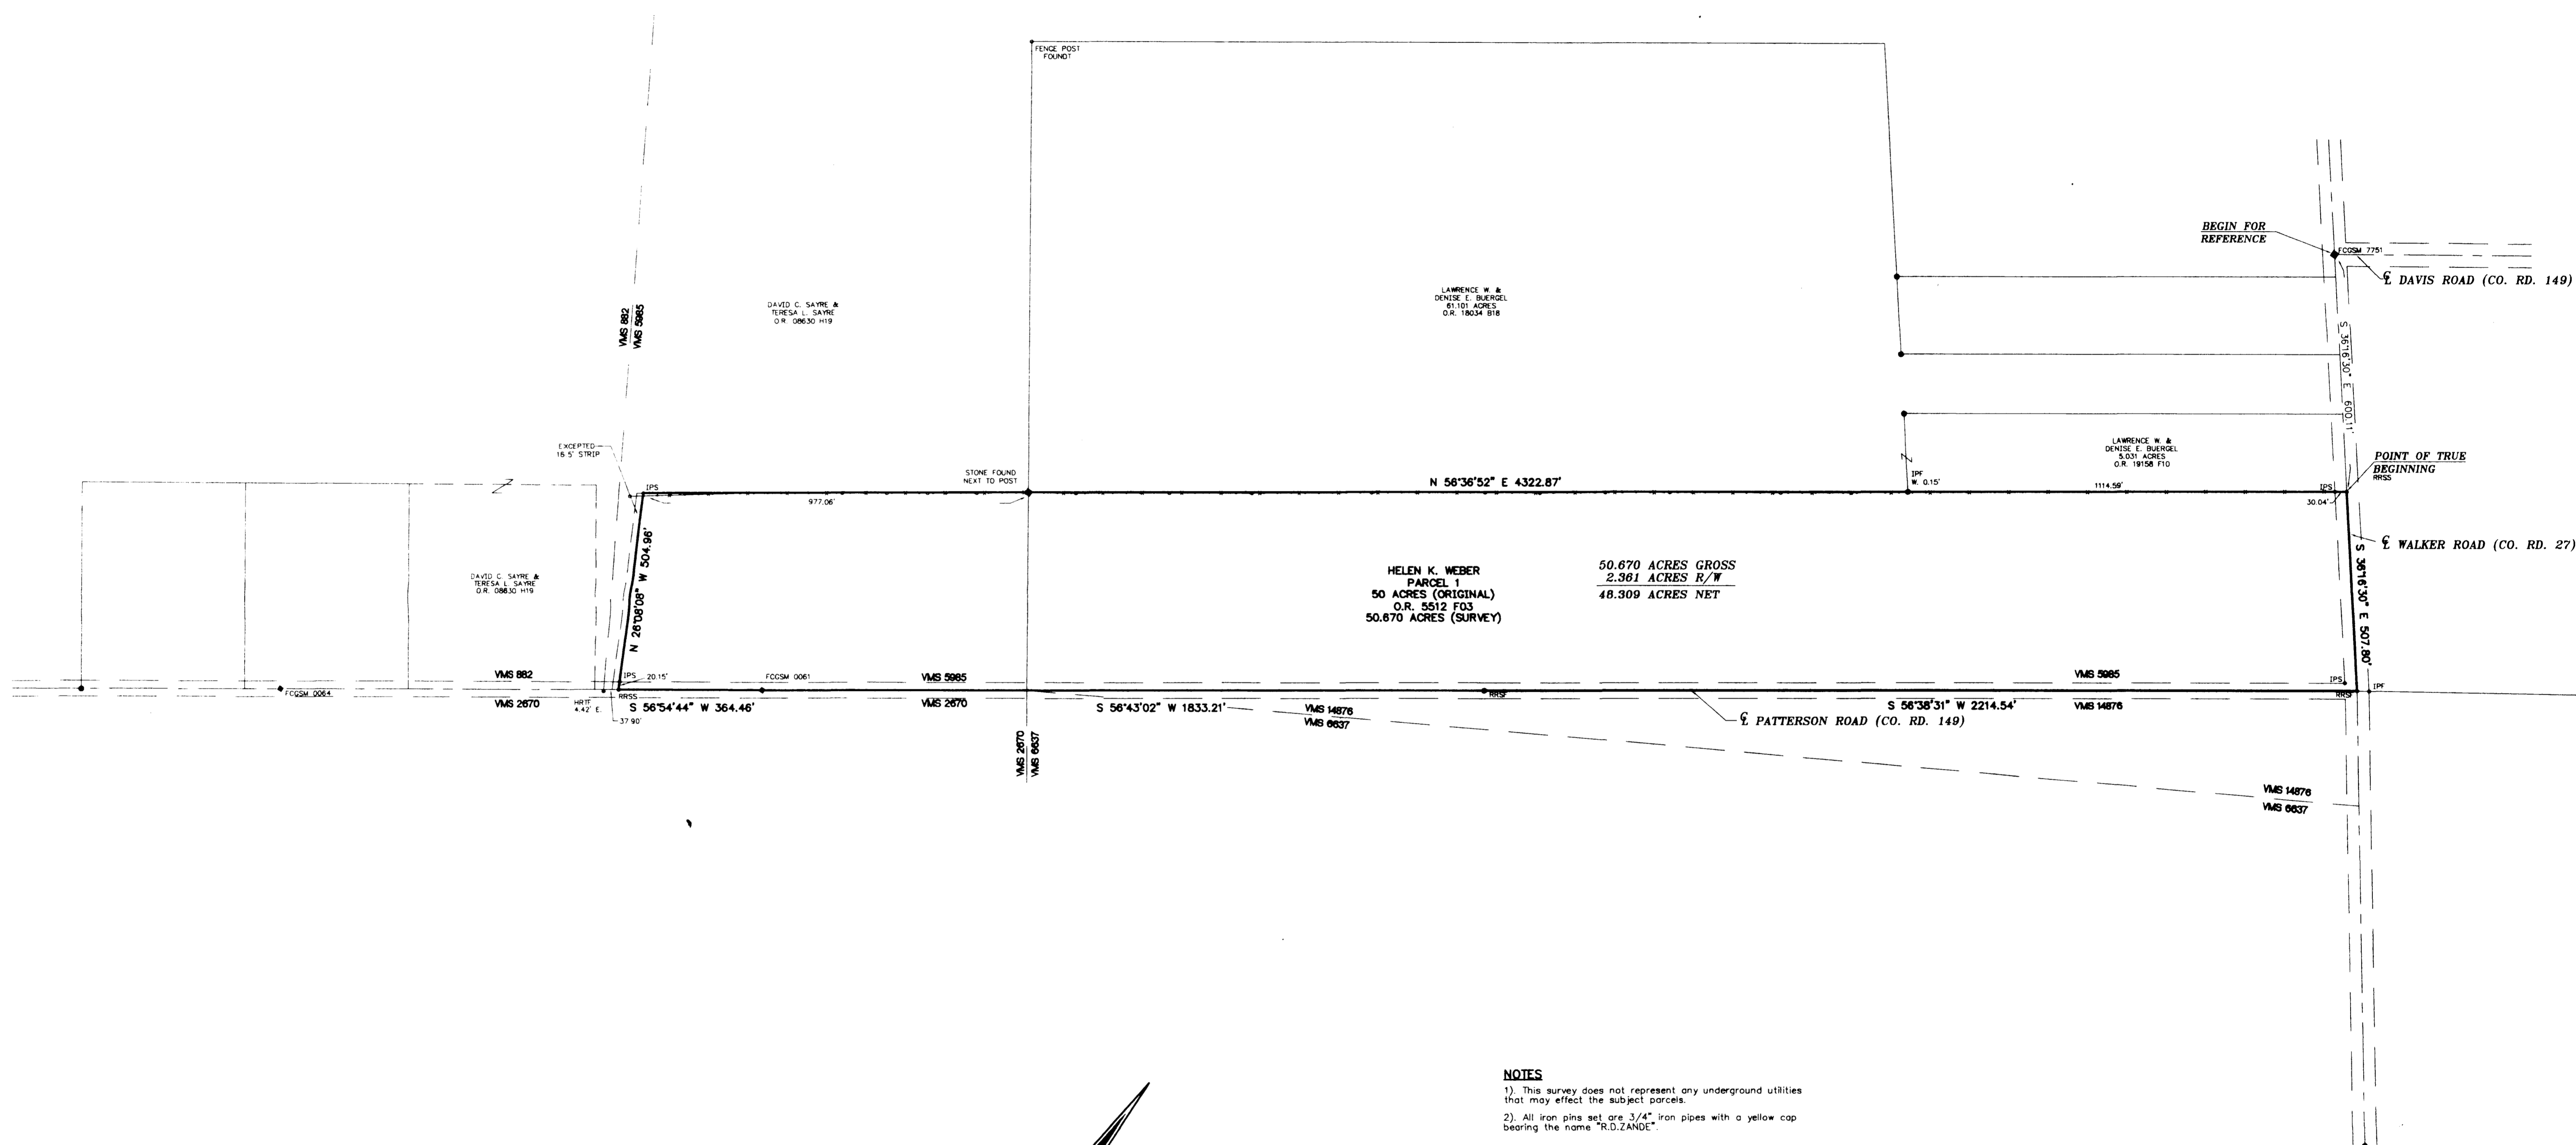 FENCE POST
FOUNDT
BEGIN FOR
REFERENCE
FCGSM 7751
℄ DAVIS ROAD (CO. RD. 149)
DAVID C. SAYRE &
TERESA L. SAYRE
O.R. 08630 H19
LAWRENCE W. &
DENISE E. BUERGEL
61.101 ACRES
O.R. 18034 B18
VMS 882
VMS 5985
S 36°16'30" E 600.11'
EXCEPTED
16.5' STRIP
STONE FOUND
NEXT TO POST
LAWRENCE W. &
DENISE E. BUERGEL
5.031 ACRES
O.R. 19158 F10
POINT OF TRUE
BEGINNING
RRSS
IPS
977.06'
N 56°36'52" E 4322.87'
IPF
W. 0.15'
1114.59'
IPS
30.04'
℄ WALKER ROAD (CO. RD. 27)
DAVID C. SAYRE &
TERESA L. SAYRE
O.R. 08630 H19
N 26°08'08" W 504.96'
HELEN K. WEBER
PARCEL 1
50 ACRES (ORIGINAL)
O.R. 5512 F03
50.670 ACRES (SURVEY)
50.670 ACRES GROSS
2.361 ACRES R/W
48.309 ACRES NET
S 36°16'30" E 507.80'
VMS 882
IPS
20.15'
FCGSM 0061
VMS 5985
VMS 5985
IPS
FCGSM 0064
VMS 2670
HRTF
4.42' E.
RRSS
37.90'
S 56°54'44" W 364.46'
VMS 2670
S 56°43'02" W 1833.21'
RRSF
VMS 14876
VMS 6637
℄ PATTERSON ROAD (CO. RD. 149)
S 56°38'31" W 2214.54'
VMS 14876
RRSF
IPF
VMS 2670
VMS 6637
VMS 14876
VMS 6637
NOTES
1). This survey does not represent any underground utilities
that may effect the subject parcels.
2). All iron pins set are 3/4" iron pipes with a yellow cap
bearing the name "R.D.ZANDE".